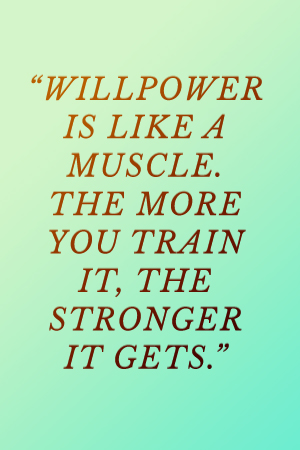 “WILLPOWER
IS LIKE A
MUSCLE.
THE MORE
YOU TRAIN
IT, THE
STRONGER
IT GETS.”